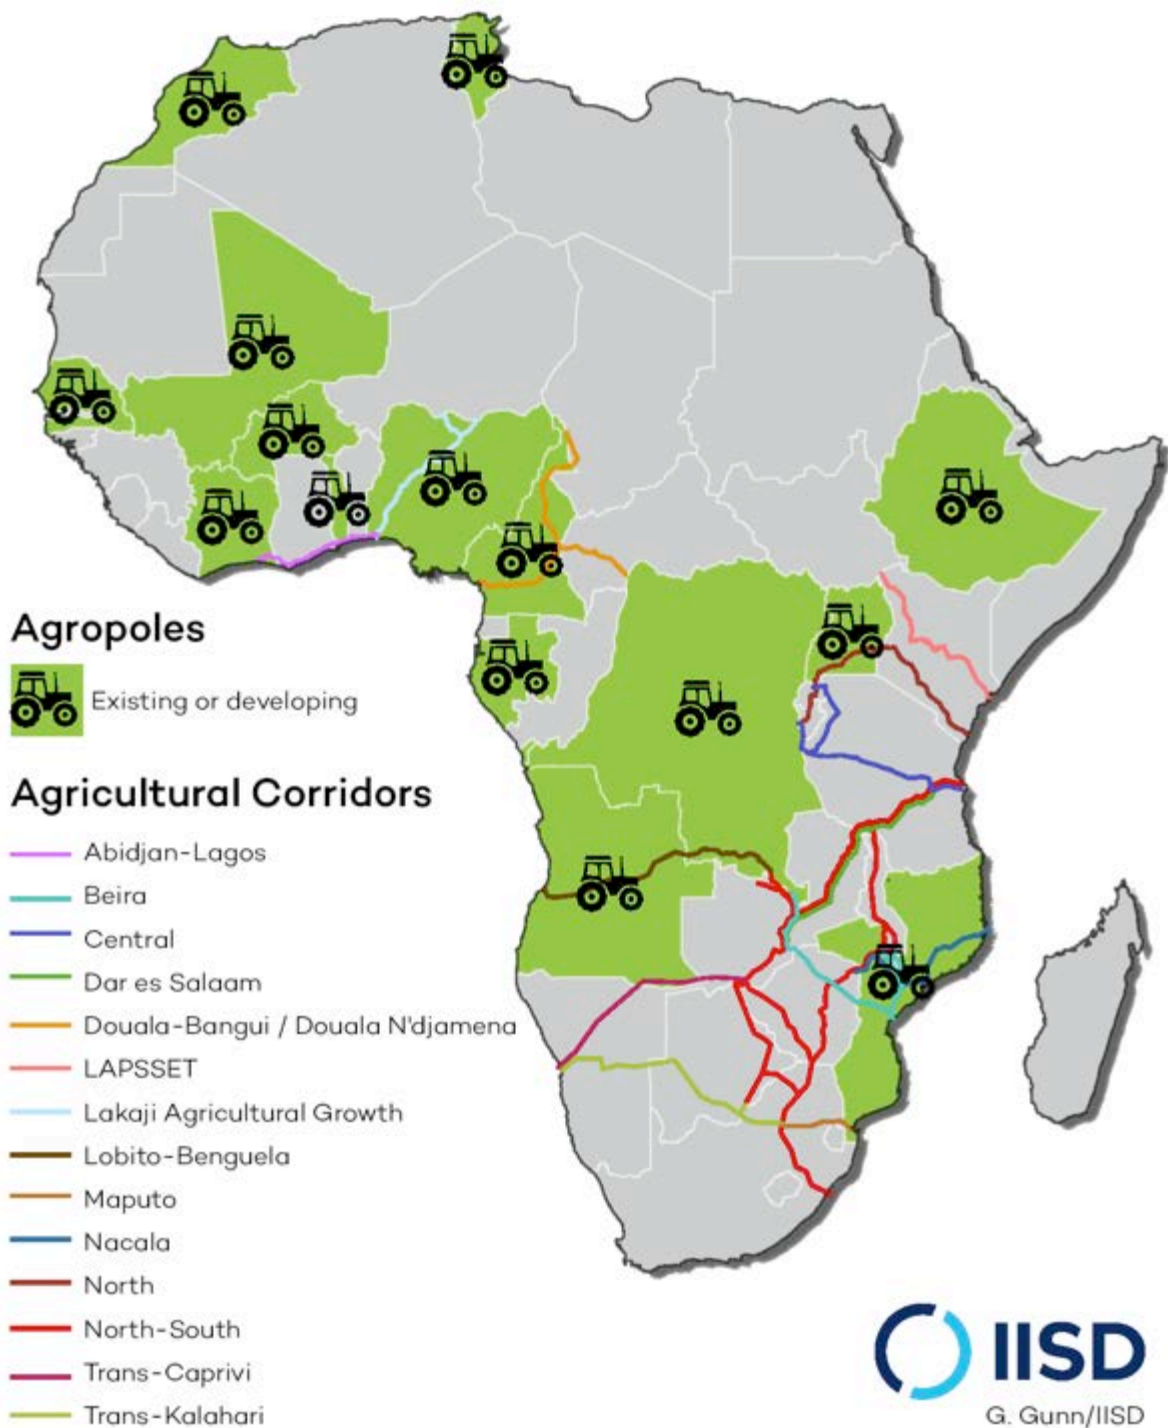 Agropoles
Existing or developing
Agricultural Corridors
Abidjan-Lagos
Beira
Central
Dar es Salaam
Douala-Bangui / Douala N'djamena
LAPSSET
Lakaji Agricultural Growth
Lobito-Benguela
Maputo
Nacala
North
North-South
Trans-Caprivi
Trans-Kalahari
IISD
G. Gunn/IISD